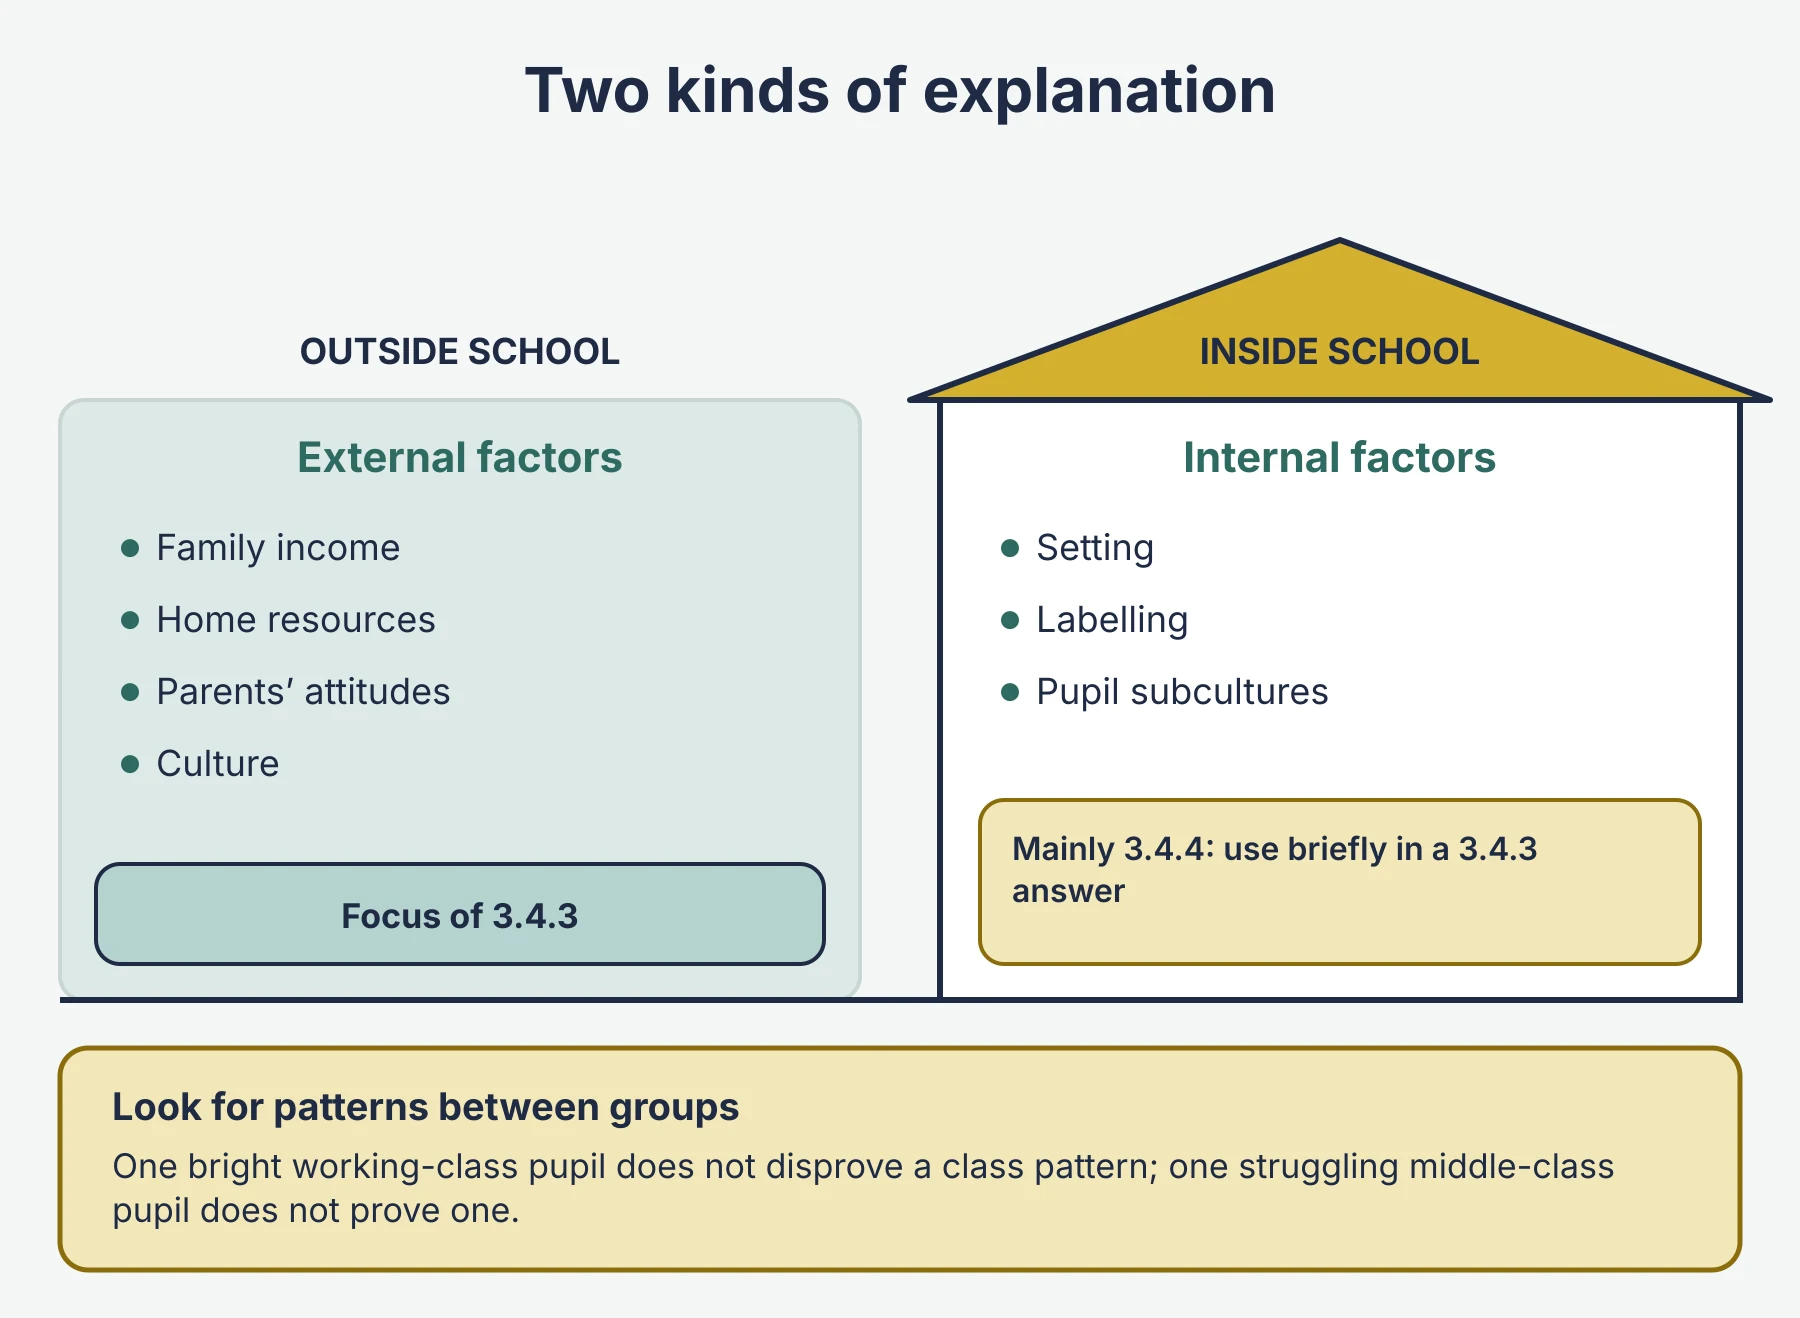 Two kinds of explanation
OUTSIDE SCHOOL
External factors
Family income
Home resources
Parents’ attitudes
Culture
Focus of 3.4.3
INSIDE SCHOOL
Internal factors
Setting
Labelling
Pupil subcultures
Mainly 3.4.4: use briefly in a 3.4.3
answer
Look for patterns between groups
One bright working-class pupil does not disprove a class pattern; one struggling middle-class
pupil does not prove one.